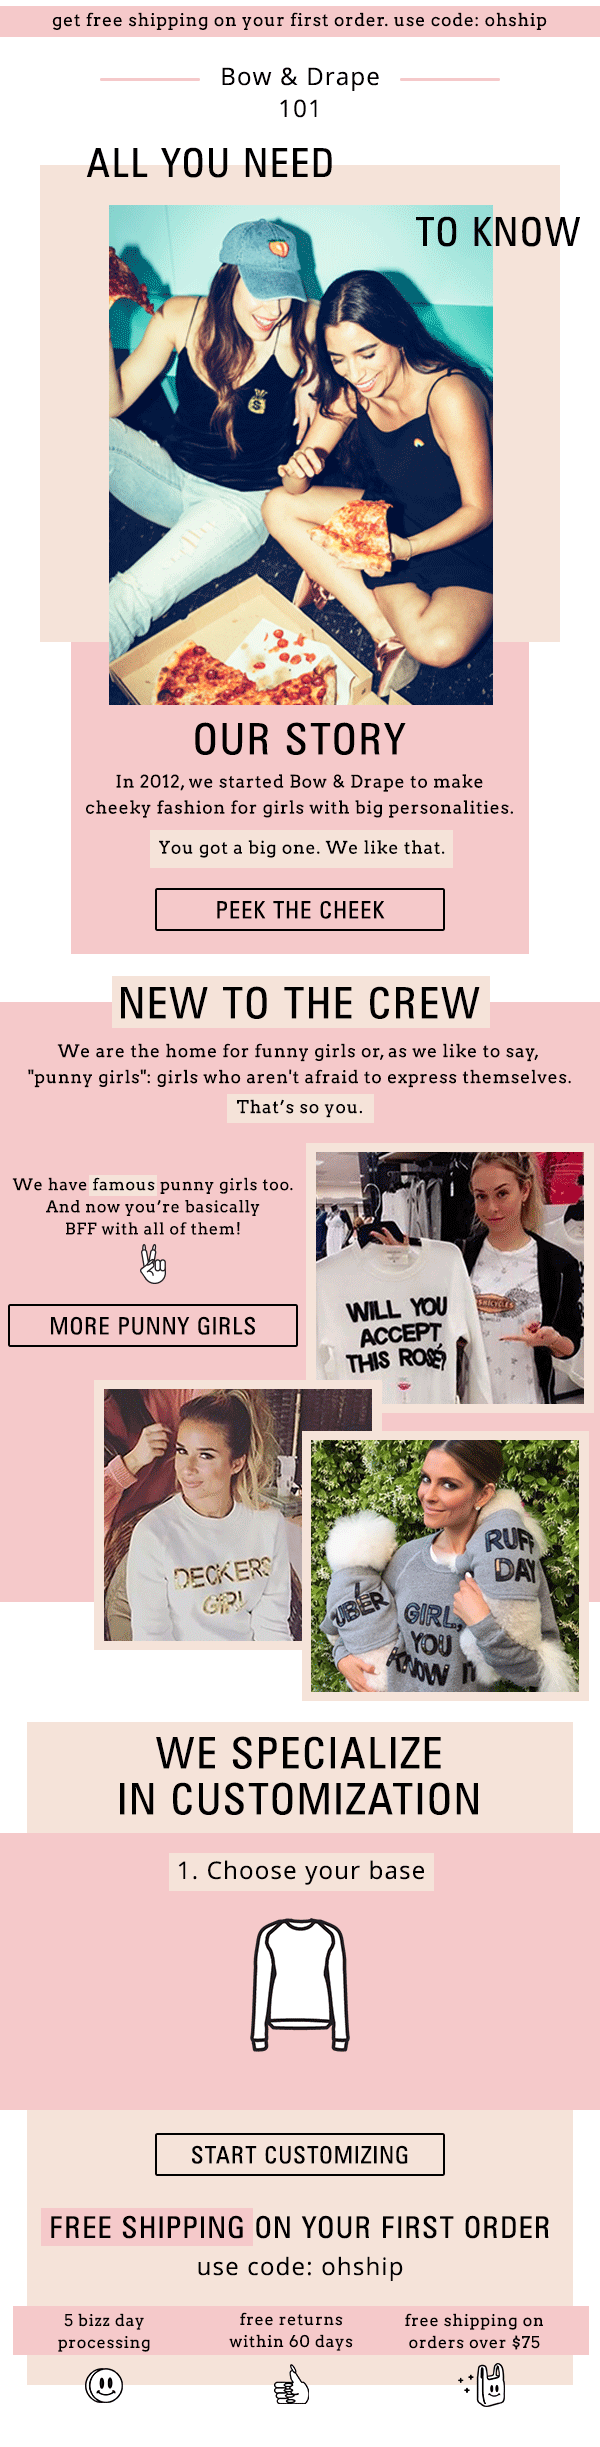 get free shipping on your first order. use code: ohship
Bow & Drape
101
ALL YOU NEED
TO KNOW
OUR STORY
In 2012, we started Bow & Drape to make
cheeky fashion for girls with big personalities.
You got a big one. We like that.
PEEK THE CHEEK
NEW TO THE CREW
We are the home for funny girls or, as we like to say,
"punny girls": girls who aren't afraid to express themselves.
That's so you.
We have famous punny girls too.
And now you're basically
BFF with all of them!
MORE PUNNY GIRLS
WILL YOU
ACCEPT
THIS ROSÉ?
DECKERS
GIRL
UBER
GIRL,
YOU
KNOW IT
RUFF
DAY
WE SPECIALIZE
IN CUSTOMIZATION
1. Choose your base
START CUSTOMIZING
FREE SHIPPING ON YOUR FIRST ORDER
use code: ohship
5 bizz day
processing
free returns
within 60 days
free shipping on
orders over $75